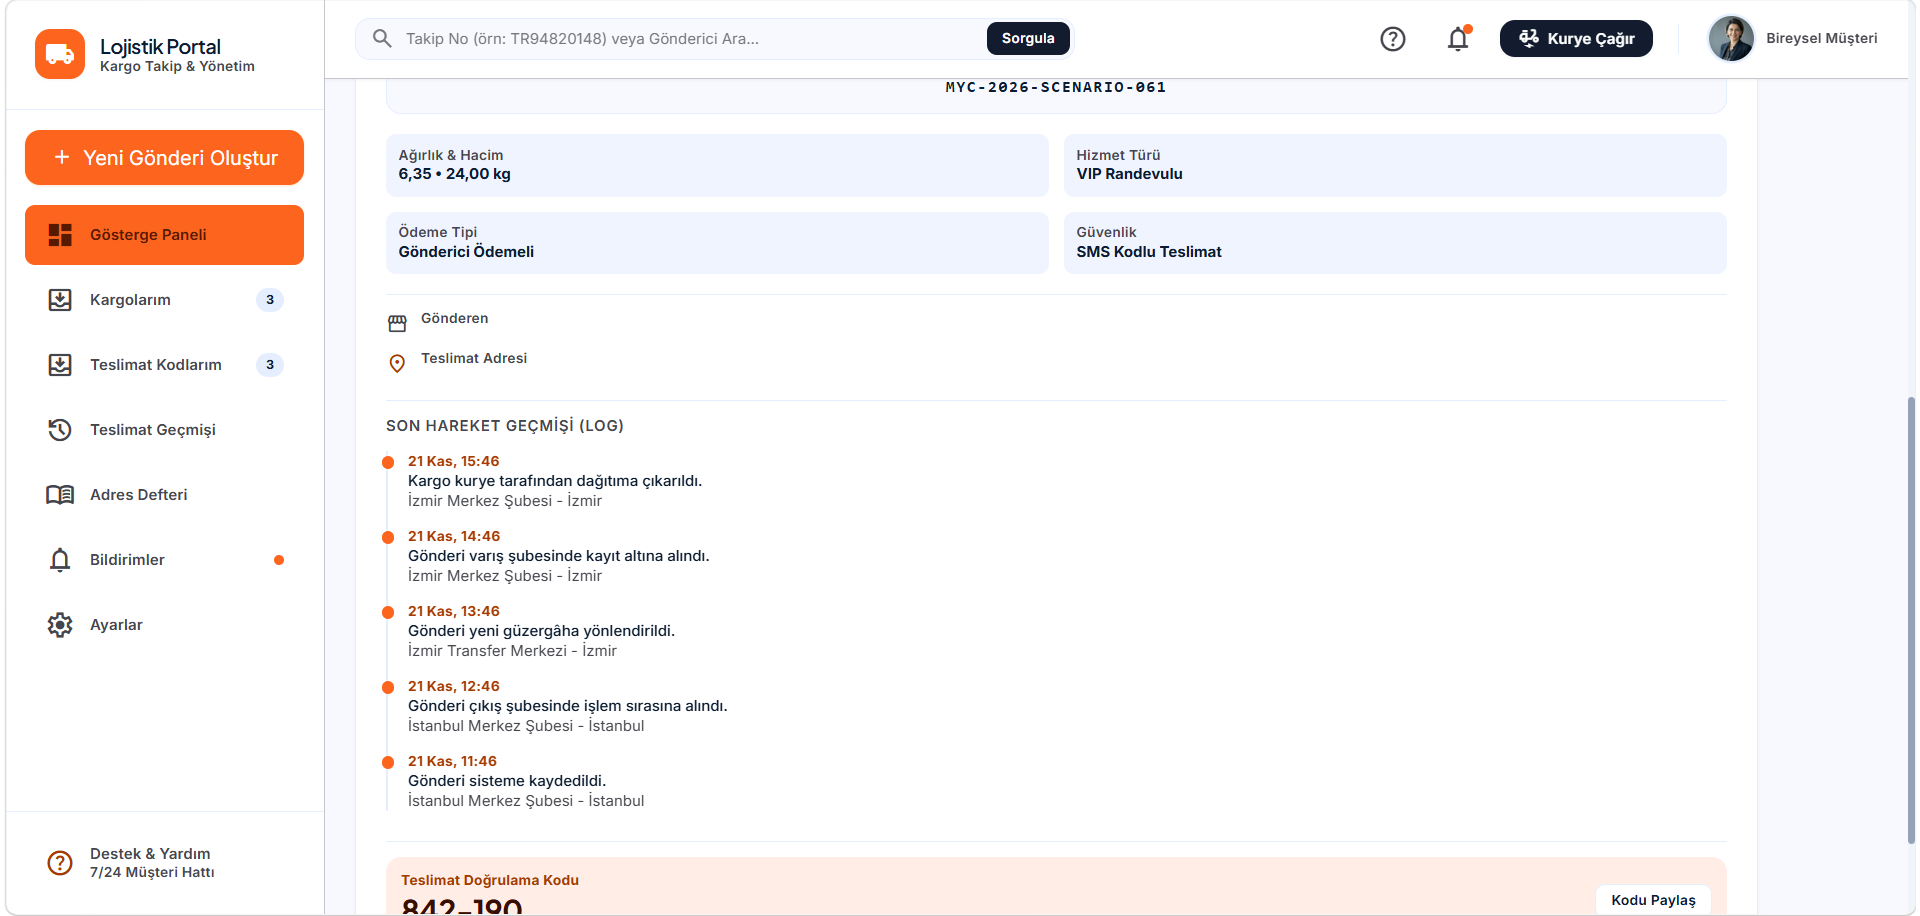 Lojistik Portal
Kargo Takip & Yönetim
Takip No (örn: TR94820148) veya Gönderici Ara...
Sorgula
Kurye Çağır
Bireysel Müşteri
Yeni Gönderi Oluştur
Gösterge Paneli
Kargolarım 3
Teslimat Kodlarım 3
Teslimat Geçmişi
Adres Defteri
Bildirimler
Ayarlar
Destek & Yardım
7/24 Müşteri Hattı
MYC-2026-SCENARIO-061
Ağırlık & Hacim
6,35 • 24,00 kg
Hizmet Türü
VIP Randevulu
Ödeme Tipi
Gönderici Ödemeli
Güvenlik
SMS Kodlu Teslimat
Gönderen
Teslimat Adresi
SON HAREKET GEÇMİŞİ (LOG)
21 Kas, 15:46
Kargo kurye tarafından dağıtıma çıkarıldı.
İzmir Merkez Şubesi - İzmir
21 Kas, 14:46
Gönderi varış şubesinde kayıt altına alındı.
İzmir Merkez Şubesi - İzmir
21 Kas, 13:46
Gönderi yeni güzergâha yönlendirildi.
İzmir Transfer Merkezi - İzmir
21 Kas, 12:46
Gönderi çıkış şubesinde işlem sırasına alındı.
İstanbul Merkez Şubesi - İstanbul
21 Kas, 11:46
Gönderi sisteme kaydedildi.
İstanbul Merkez Şubesi - İstanbul
Teslimat Doğrulama Kodu
842-190
Kodu Paylaş